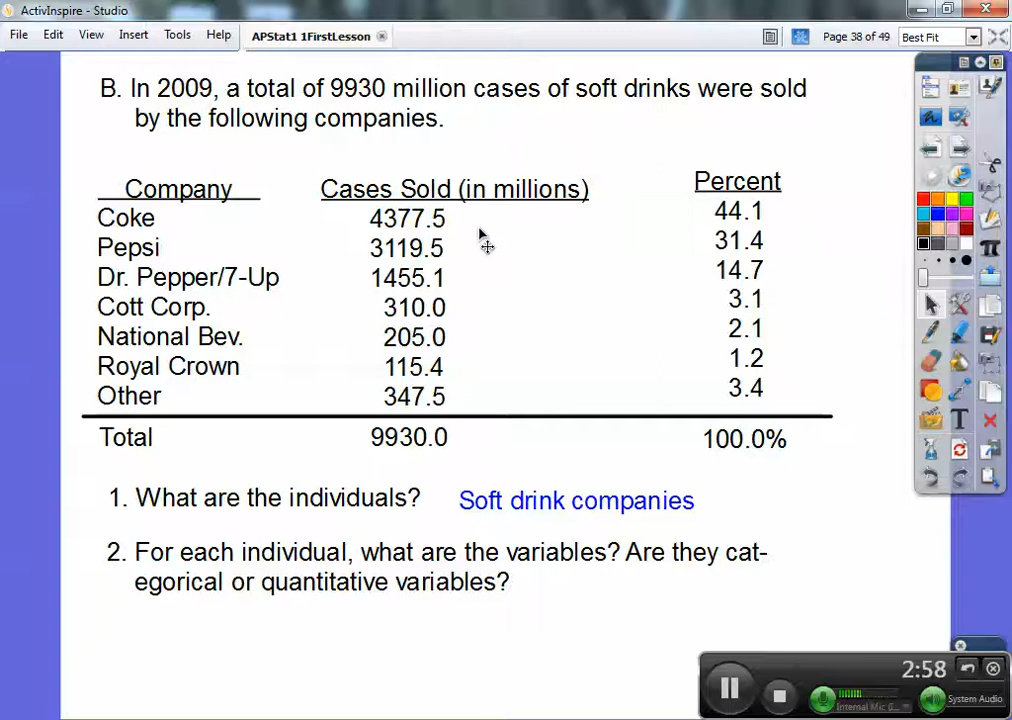 ActivInspire - Studio
File Edit View Insert Tools Help APStat1 1FirstLesson Page 38 of 49 Best Fit
B. In 2009, a total of 9930 million cases of soft drinks were sold
by the following companies.
Company Cases Sold (in millions) Percent
Coke 4377.5 44.1
Pepsi 3119.5 31.4
Dr. Pepper/7-Up 1455.1 14.7
Cott Corp. 310.0 3.1
National Bev. 205.0 2.1
Royal Crown 115.4 1.2
Other 347.5 3.4
Total 9930.0 100.0%
1. What are the individuals? Soft drink companies
2. For each individual, what are the variables? Are they cat-
egorical or quantitative variables?
2:58
Internal Mic (I... System Audio